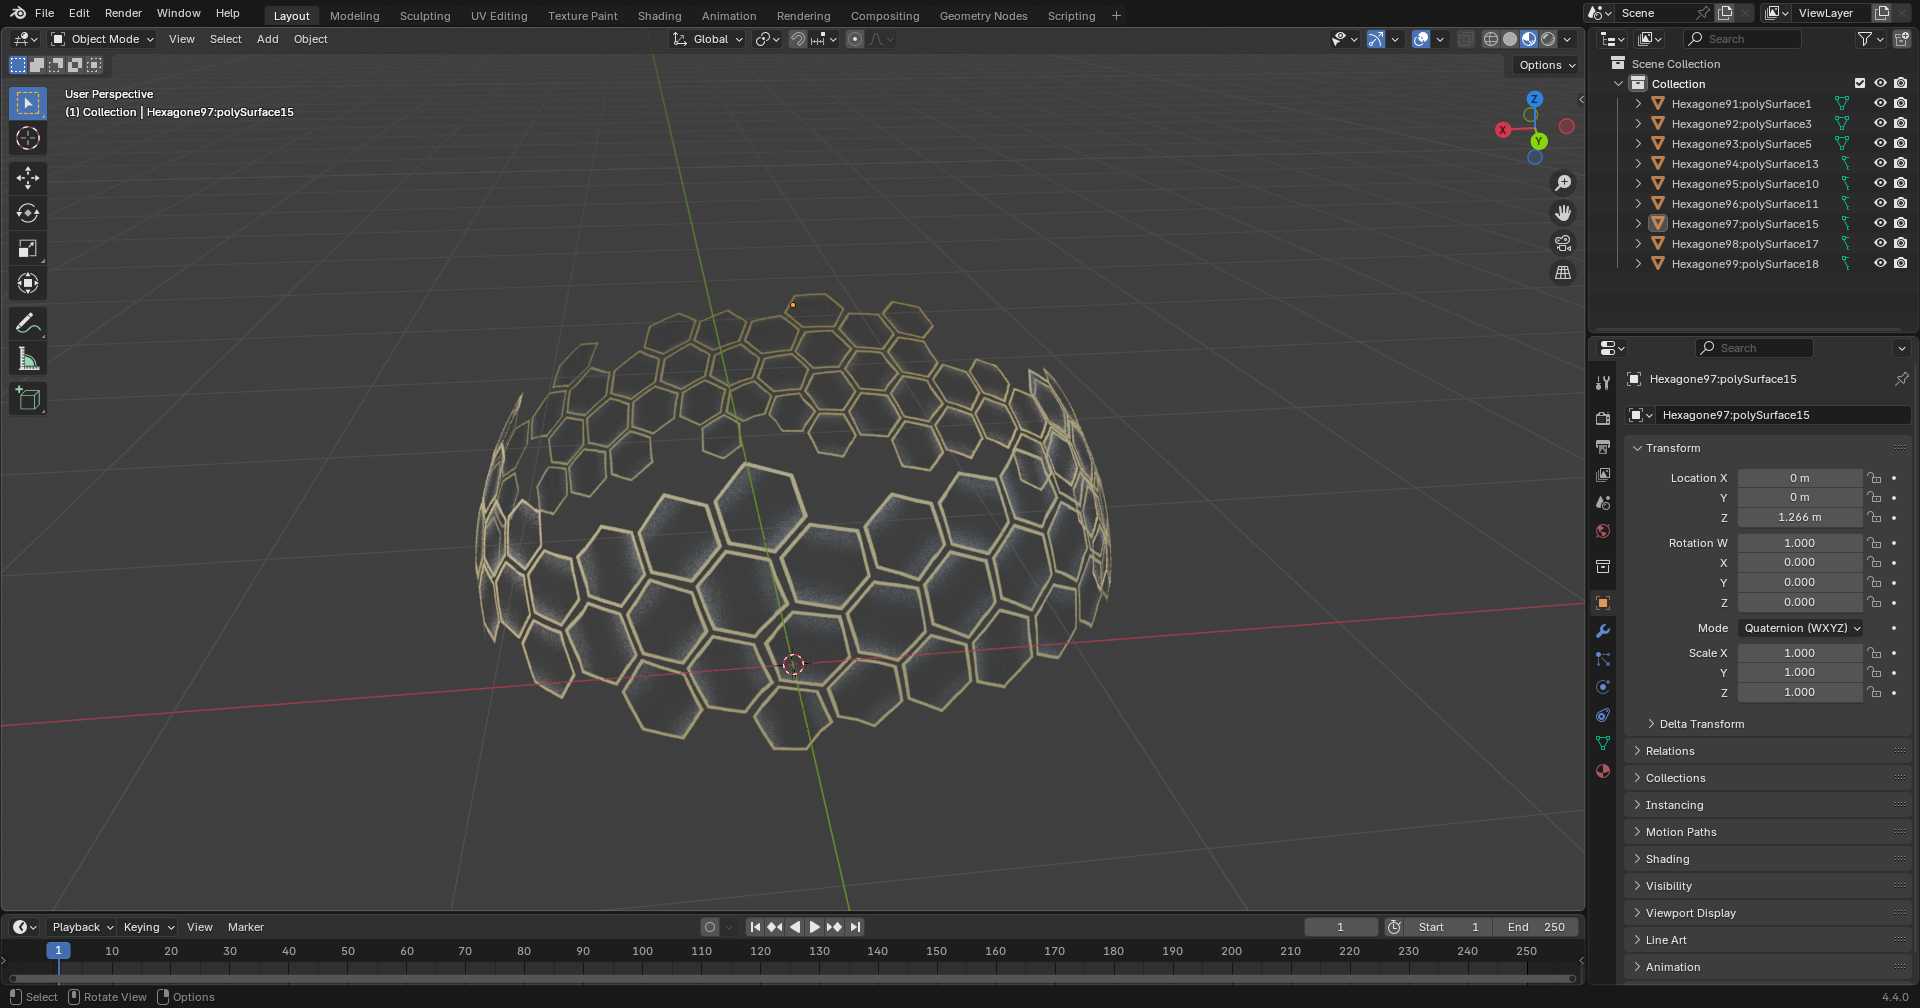 File Edit Render Window Help
Layout Modeling Sculpting UV Editing Texture Paint Shading Animation Rendering Compositing Geometry Nodes Scripting +
Scene
ViewLayer
Object Mode View Select Add Object
Global
Search
Options
User Perspective
(1) Collection | Hexagone97:polySurface15
Z
X
Y
Scene Collection
Collection
Hexagone91:polySurface1
Hexagone92:polySurface3
Hexagone93:polySurface5
Hexagone94:polySurface13
Hexagone95:polySurface10
Hexagone96:polySurface11
Hexagone97:polySurface15
Hexagone98:polySurface17
Hexagone99:polySurface18
Search
Hexagone97:polySurface15
Hexagone97:polySurface15
Transform
Location X 0 m
Y 0 m
Z 1.266 m
Rotation W 1.000
X 0.000
Y 0.000
Z 0.000
Mode Quaternion (WXYZ)
Scale X 1.000
Y 1.000
Z 1.000
Delta Transform
Relations
Collections
Instancing
Motion Paths
Shading
Visibility
Viewport Display
Line Art
Animation
Playback Keying View Marker
1 Start 1 End 250
1 10 20 30 40 50 60 70 80 90 100 110 120 130 140 150 160 170 180 190 200 210 220 230 240 250
Select Rotate View Options
4.4.0